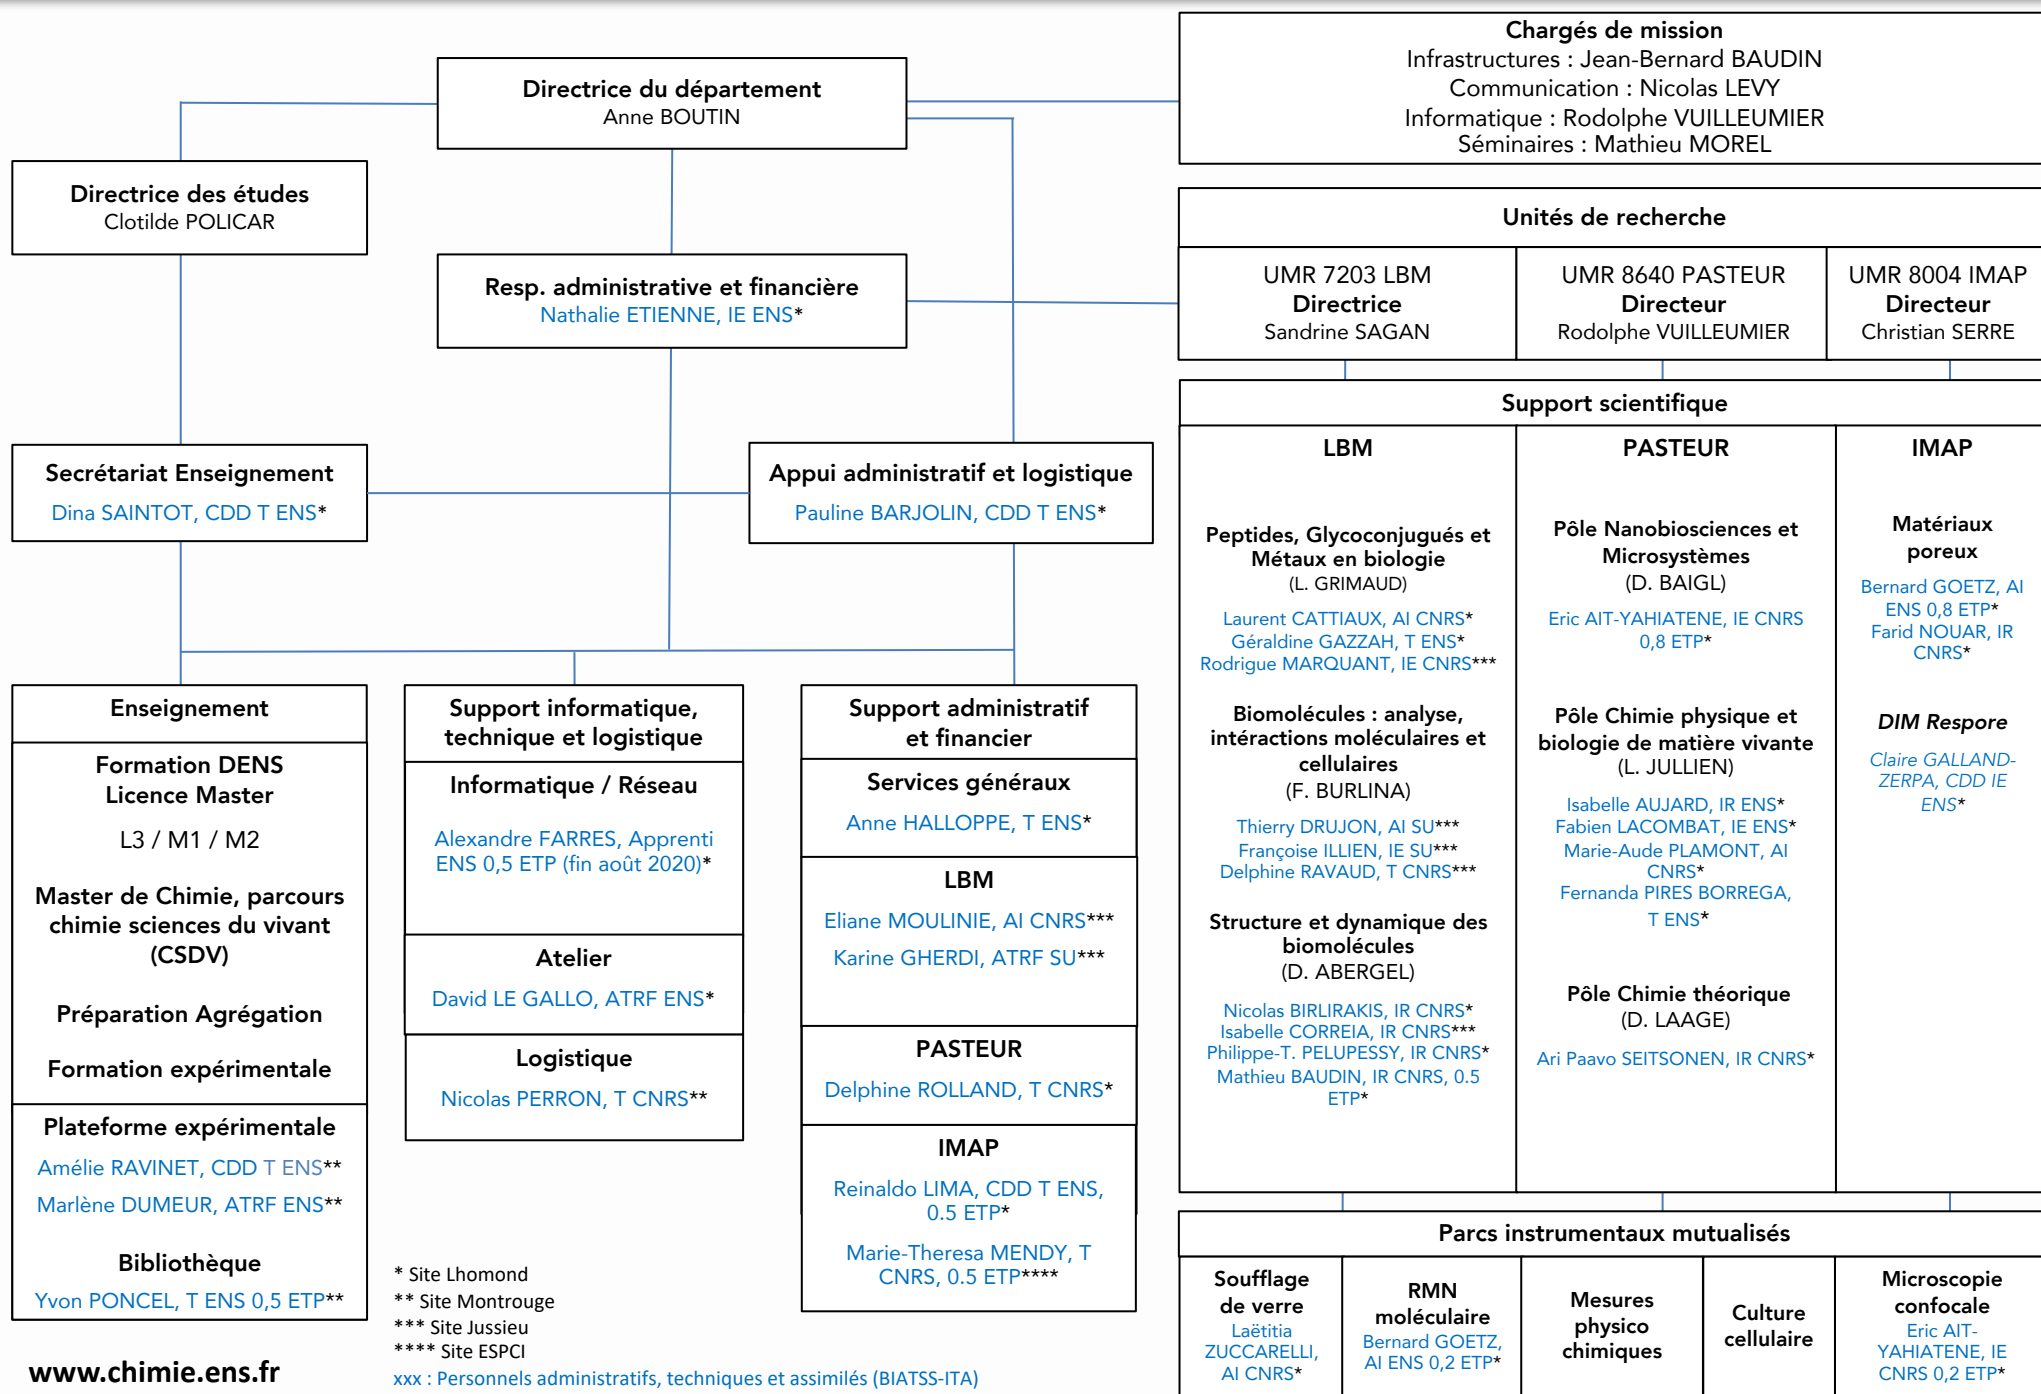 Directrice du département
Anne BOUTIN
Chargés de mission
Infrastructures : Jean-Bernard BAUDIN
Communication : Nicolas LEVY
Informatique : Rodolphe VUILLEUMIER
Séminaires : Mathieu MOREL
Directrice des études
Clotilde POLICAR
Resp. administrative et financière
Nathalie ETIENNE, IE ENS*
Secrétariat Enseignement
Dina SAINTOT, CDD T ENS*
Appui administratif et logistique
Pauline BARJOLIN, CDD T ENS*
Enseignement
Formation DENS
Licence Master
L3 / M1 / M2
Master de Chimie, parcours
chimie sciences du vivant
(CSDV)
Préparation Agrégation
Formation expérimentale
Plateforme expérimentale
Amélie RAVINET, CDD T ENS**
Marlène DUMEUR, ATRF ENS**
Bibliothèque
Yvon PONCEL, T ENS 0,5 ETP**
Support informatique,
technique et logistique
Informatique / Réseau
Alexandre FARRES, Apprenti
ENS 0,5 ETP (fin août 2020)*
Atelier
David LE GALLO, ATRF ENS*
Logistique
Nicolas PERRON, T CNRS**
Support administratif
et financier
Services généraux
Anne HALLOPPE, T ENS*
LBM
Eliane MOULINIE, AI CNRS***
Karine GHERDI, ATRF SU***
PASTEUR
Delphine ROLLAND, T CNRS*
IMAP
Reinaldo LIMA, CDD T ENS,
0.5 ETP*
Marie-Theresa MENDY, T
CNRS, 0.5 ETP****
Unités de recherche
UMR 7203 LBM
Directrice
Sandrine SAGAN
UMR 8640 PASTEUR
Directeur
Rodolphe VUILLEUMIER
UMR 8004 IMAP
Directeur
Christian SERRE
Support scientifique
LBM
Peptides, Glycoconjugués et
Métaux en biologie
(L. GRIMAUD)
Laurent CATTIAUX, AI CNRS*
Géraldine GAZZAH, T ENS*
Rodrigue MARQUANT, IE CNRS***
Biomolécules : analyse,
intéractions moléculaires et
cellulaires
(F. BURLINA)
Thierry DRUJON, AI SU***
Françoise ILLIEN, IE SU***
Delphine RAVAUD, T CNRS***
Structure et dynamique des
biomolécules
(D. ABERGEL)
Nicolas BIRLIRAKIS, IR CNRS*
Isabelle CORREIA, IR CNRS***
Philippe-T. PELUPESSY, IR CNRS*
Mathieu BAUDIN, IR CNRS, 0.5
ETP*
PASTEUR
Pôle Nanobiosciences et
Microsystèmes
(D. BAIGL)
Eric AIT-YAHIATENE, IE CNRS
0,8 ETP*
Pôle Chimie physique et
biologie de matière vivante
(L. JULLIEN)
Isabelle AUJARD, IR ENS*
Fabien LACOMBAT, IE ENS*
Marie-Aude PLAMONT, AI
CNRS*
Fernanda PIRES BORREGA,
T ENS*
Pôle Chimie théorique
(D. LAAGE)
Ari Paavo SEITSONEN, IR CNRS*
IMAP
Matériaux
poreux
Bernard GOETZ, AI
ENS 0,8 ETP*
Farid NOUAR, IR
CNRS*
DIM Respore
Claire GALLAND-
ZERPA, CDD IE
ENS*
Parcs instrumentaux mutualisés
Soufflage
de verre
Laëtitia
ZUCCARELLI,
AI CNRS*
RMN
moléculaire
Bernard GOETZ,
AI ENS 0,2 ETP*
Mesures
physico
chimiques
Culture
cellulaire
Microscopie
confocale
Eric AIT-
YAHIATENE, IE
CNRS 0,2 ETP*
* Site Lhomond
** Site Montrouge
*** Site Jussieu
**** Site ESPCI
xxx : Personnels administratifs, techniques et assimilés (BIATSS-ITA)
www.chimie.ens.fr